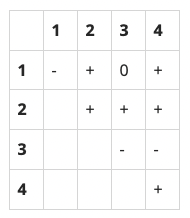 1 2 3 4
1 - + 0 +
2 + + +
3 - -
4 +